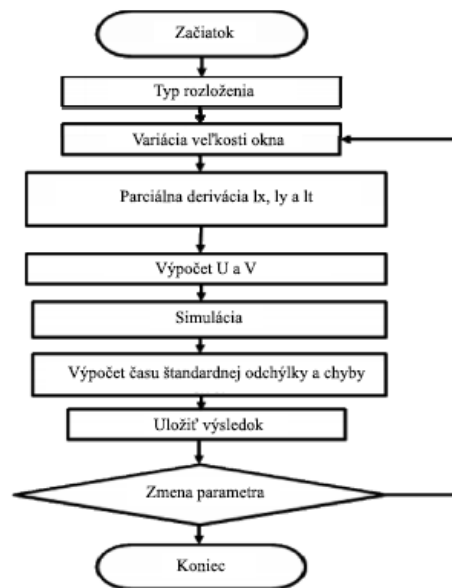 Začiatok
Typ rozloženia
Variácia veľkosti okna
Parciálna derivácia lx, ly a lt
Výpočet U a V
Simulácia
Výpočet času štandardnej odchýlky a chyby
Uložiť výsledok
Zmena parametra
Koniec